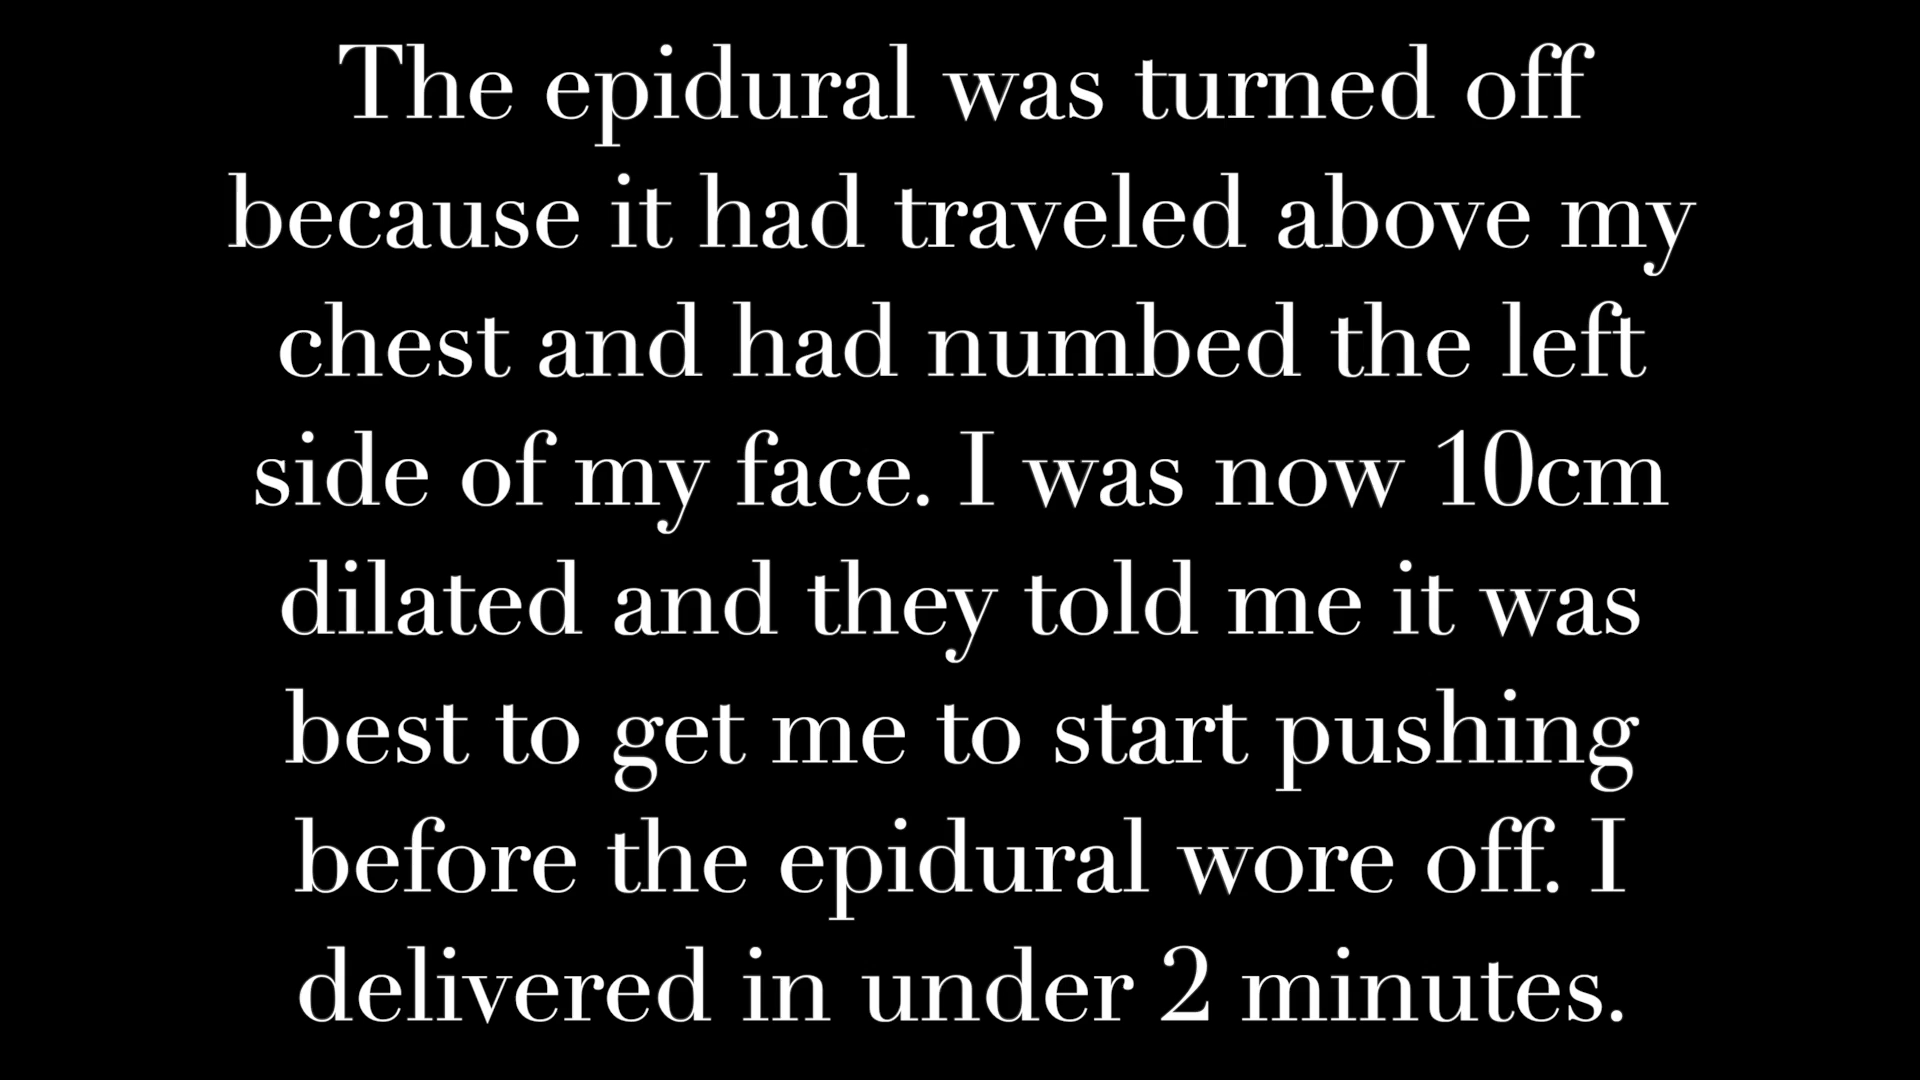 The epidural was turned off
because it had traveled above my
chest and had numbed the left
side of my face. I was now 10cm
dilated and they told me it was
best to get me to start pushing
before the epidural wore off. I
delivered in under 2 minutes.